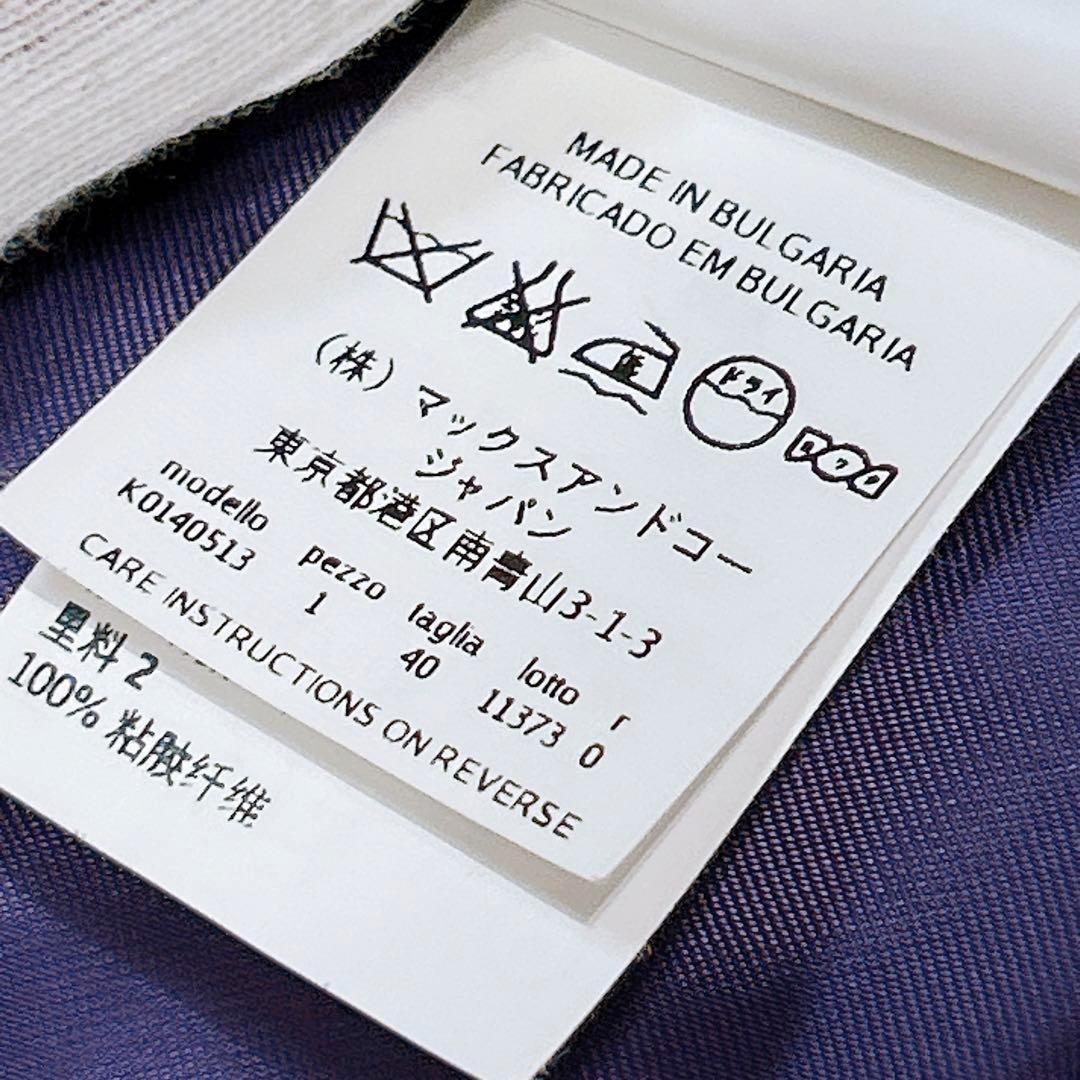 MADE IN BULGARIA
FABRICADO EM BULGARIA
ドライ
(株) マックスアンドコー
ジャパン
東京都港区南青山3-1-3
modello pezzo taglia lotto r
K0140513 1 40 11373 0
CARE INSTRUCTIONS ON REVERSE
里料 2
100% 粘胶纤维